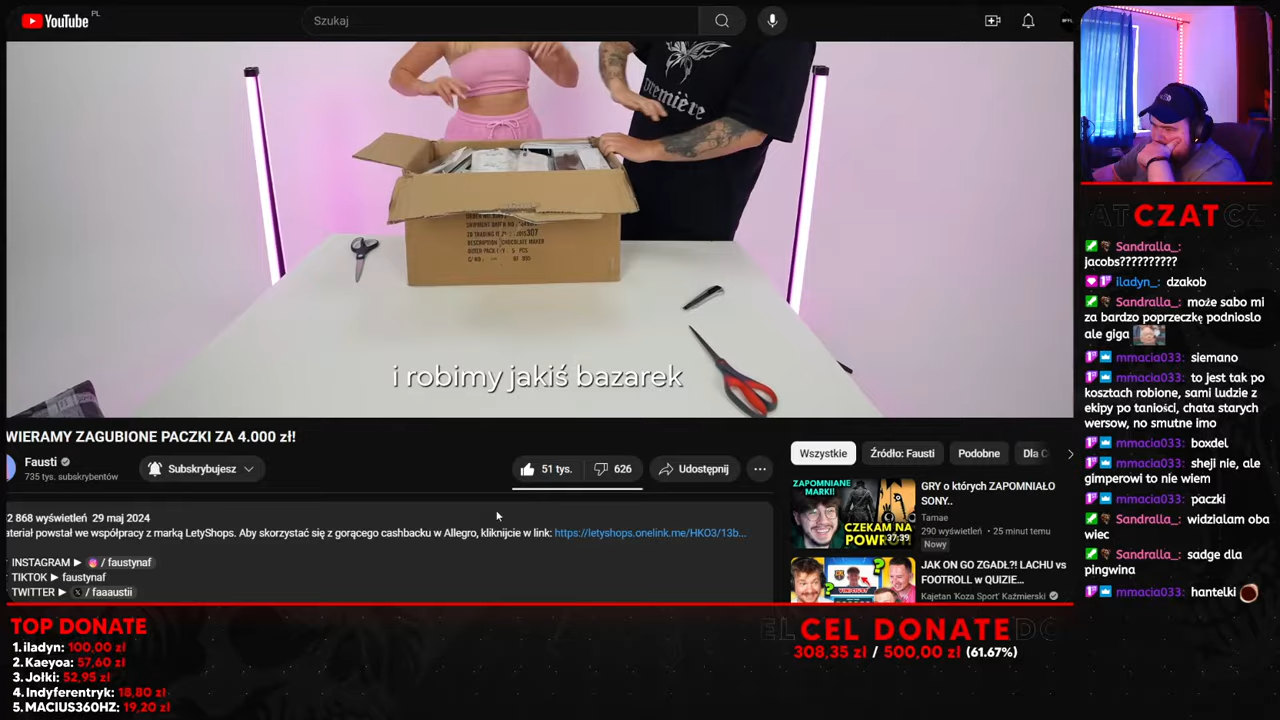 YouTube PL
Szukaj
première
307
i robimy jakiś bazarek
WIERAMY ZAGUBIONE PACZKI ZA 4.000 zł!
Fausti
735 tys. subskrybentów
Subskrybujesz
51 tys.
626
Udostępnij
2 868 wyświetleń 29 maj 2024
ateriał powstał we współpracy z marką LetyShops. Aby skorzystać się z gorącego cashbacku w Allegro, kliknijcie w link: https://letyshops.onelink.me/HKO3/13b...
INSTAGRAM ► / faustynaf
TIKTOK ► faustynaf
TWITTER ► / faaaustii
Wszystkie
Źródło: Fausti
Podobne
Dla C
ZAPOMNIANE
MARKI!
CZEKAM NA
POWRÓT!
37:39
GRY o których ZAPOMNIAŁO
SONY..
Tamae
290 wyświetleń • 25 minut temu
Nowy
JAK ON GO ZGADŁ?! LACHU vs
FOOTROLL w QUIZIE...
Kajetan 'Koza Sport' Kaźmierski
CZAT
Sandralla_:
jacobs??????????
iladyn_: dzakob
Sandralla_: może sabo mi
za bardzo poprzeczkę podnioslo
ale giga
mmacia033: siemano
mmacia033: to jest tak po
kosztach robione, sami ludzie z
ekipy po taniości, chata starych
wersow, no smutne imo
mmacia033: boxdel
mmacia033: sheji nie, ale
gimperowi to nie wiem
mmacia033: paczki
Sandralla_: widzialam oba
wiec
Sandralla_: sadge dla
pingwina
mmacia033: hantelki
TOP DONATE
1. iladyn: 100,00 zł
2. Kaeyoa: 57,60 zł
3. Jołki: 52,95 zł
4. Indyferentryk: 18,80 zł
5. MACIUS360HZ: 19,20 zł
CEL DONATE
308,35 zł / 500,00 zł (61.67%)